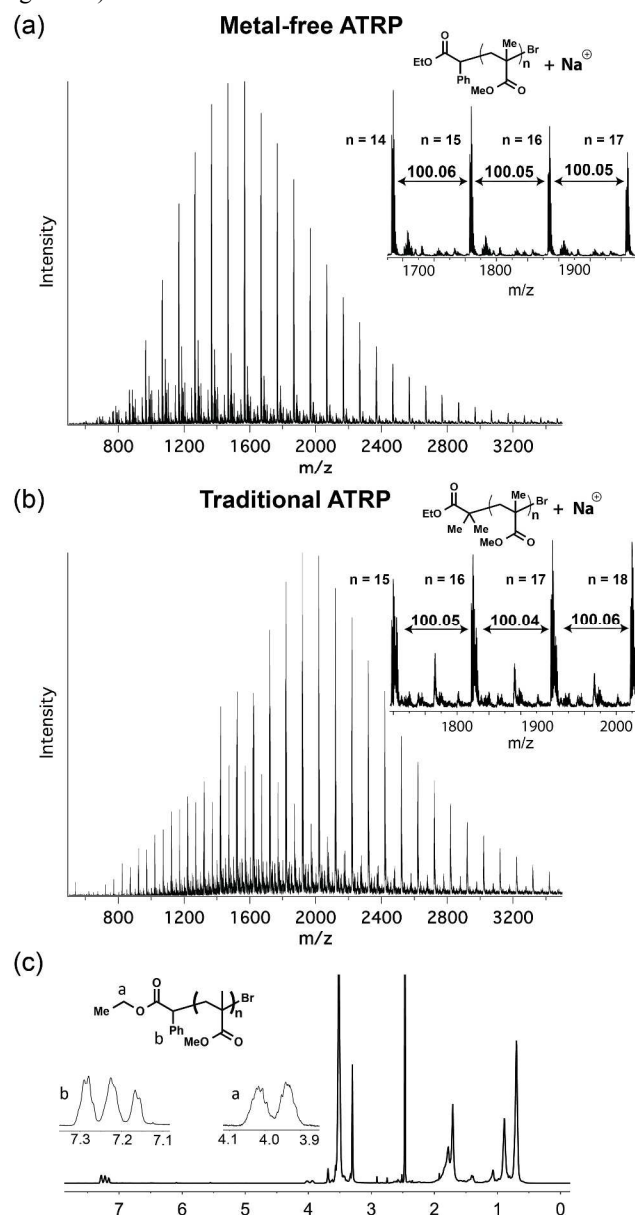 (a)
Metal-free ATRP
O
Me
Br
EtO
n
+ Na⊕
Ph
MeO
O
n = 14
n = 15
n = 16
n = 17
100.06
100.05
100.05
1700
1800
1900
m/z
Intensity
800
1200
1600
2000
2400
2800
3200
m/z
(b)
Traditional ATRP
O
Me
Br
EtO
n
+ Na⊕
Me
Me
MeO
O
n = 15
n = 16
n = 17
n = 18
100.05
100.04
100.06
1800
1900
2000
m/z
Intensity
800
1200
1600
2000
2400
2800
3200
m/z
(c)
a
O
Br
Me
O
n
b
Ph
MeO
O
b
a
7.3
7.2
7.1
4.1
4.0
3.9
7
6
5
4
3
2
1
0